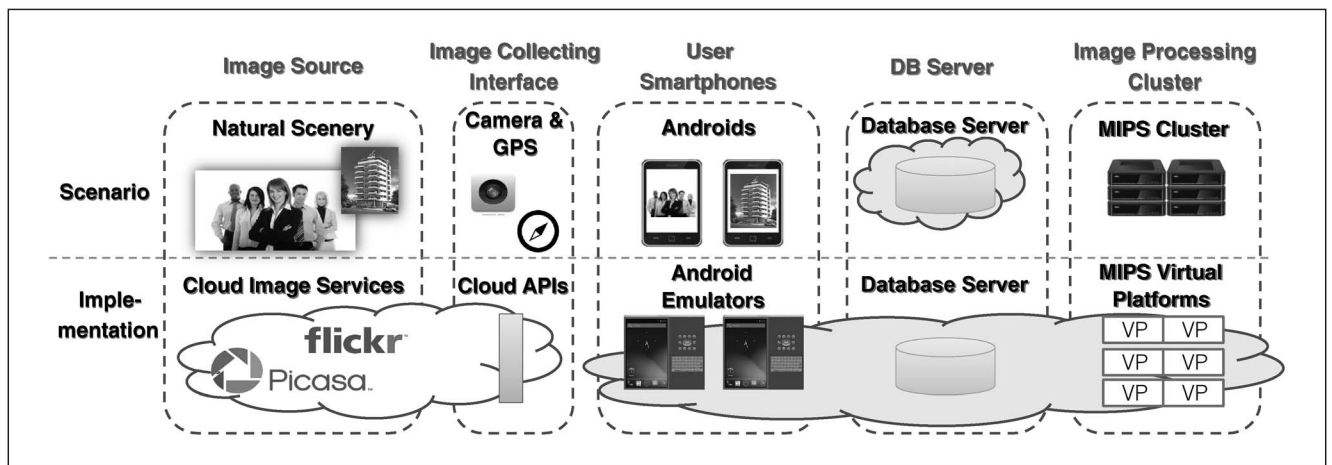 Image Source
Image Collecting
Interface
User
Smartphones
DB Server
Image Processing
Cluster
Scenario
Natural Scenery
Camera &
GPS
Androids
Database Server
MIPS Cluster
Imple-
mentation
Cloud Image Services
flickr
Picasa™
Cloud APIs
Android
Emulators
Database Server
MIPS Virtual
Platforms
VP VP
VP VP
VP VP